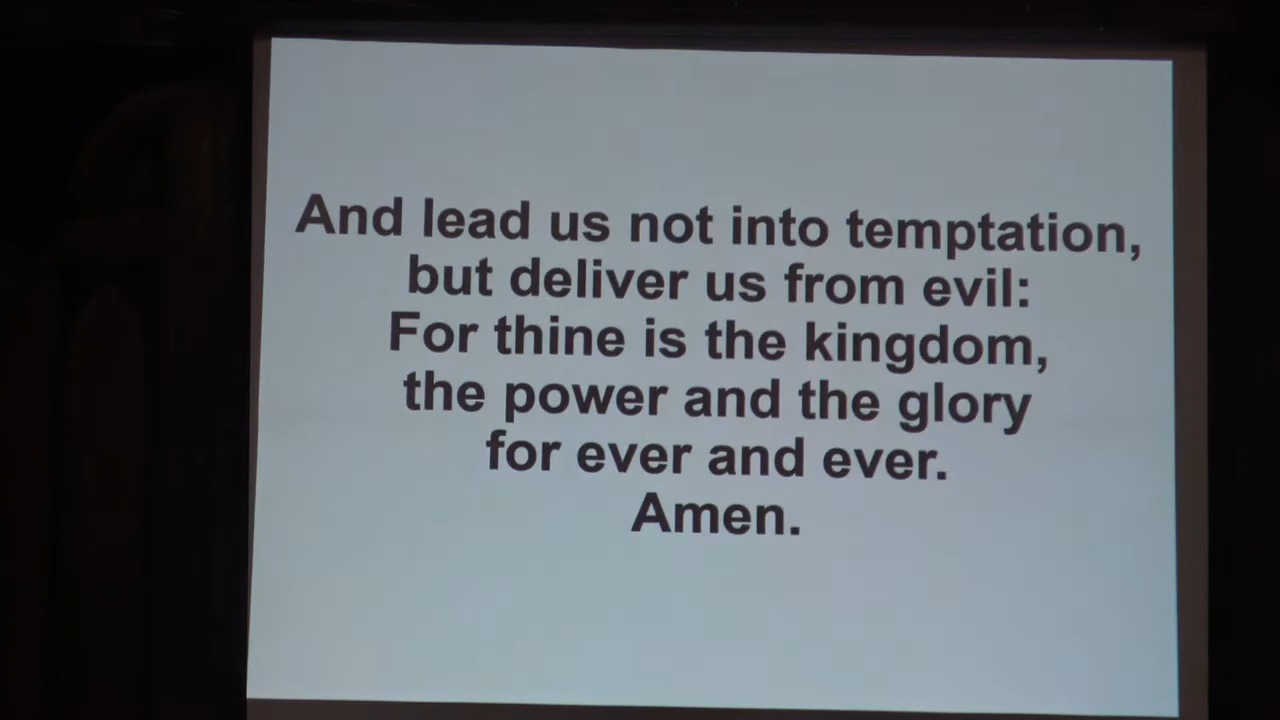 And lead us not into temptation,
but deliver us from evil:
For thine is the kingdom,
the power and the glory
for ever and ever.
Amen.